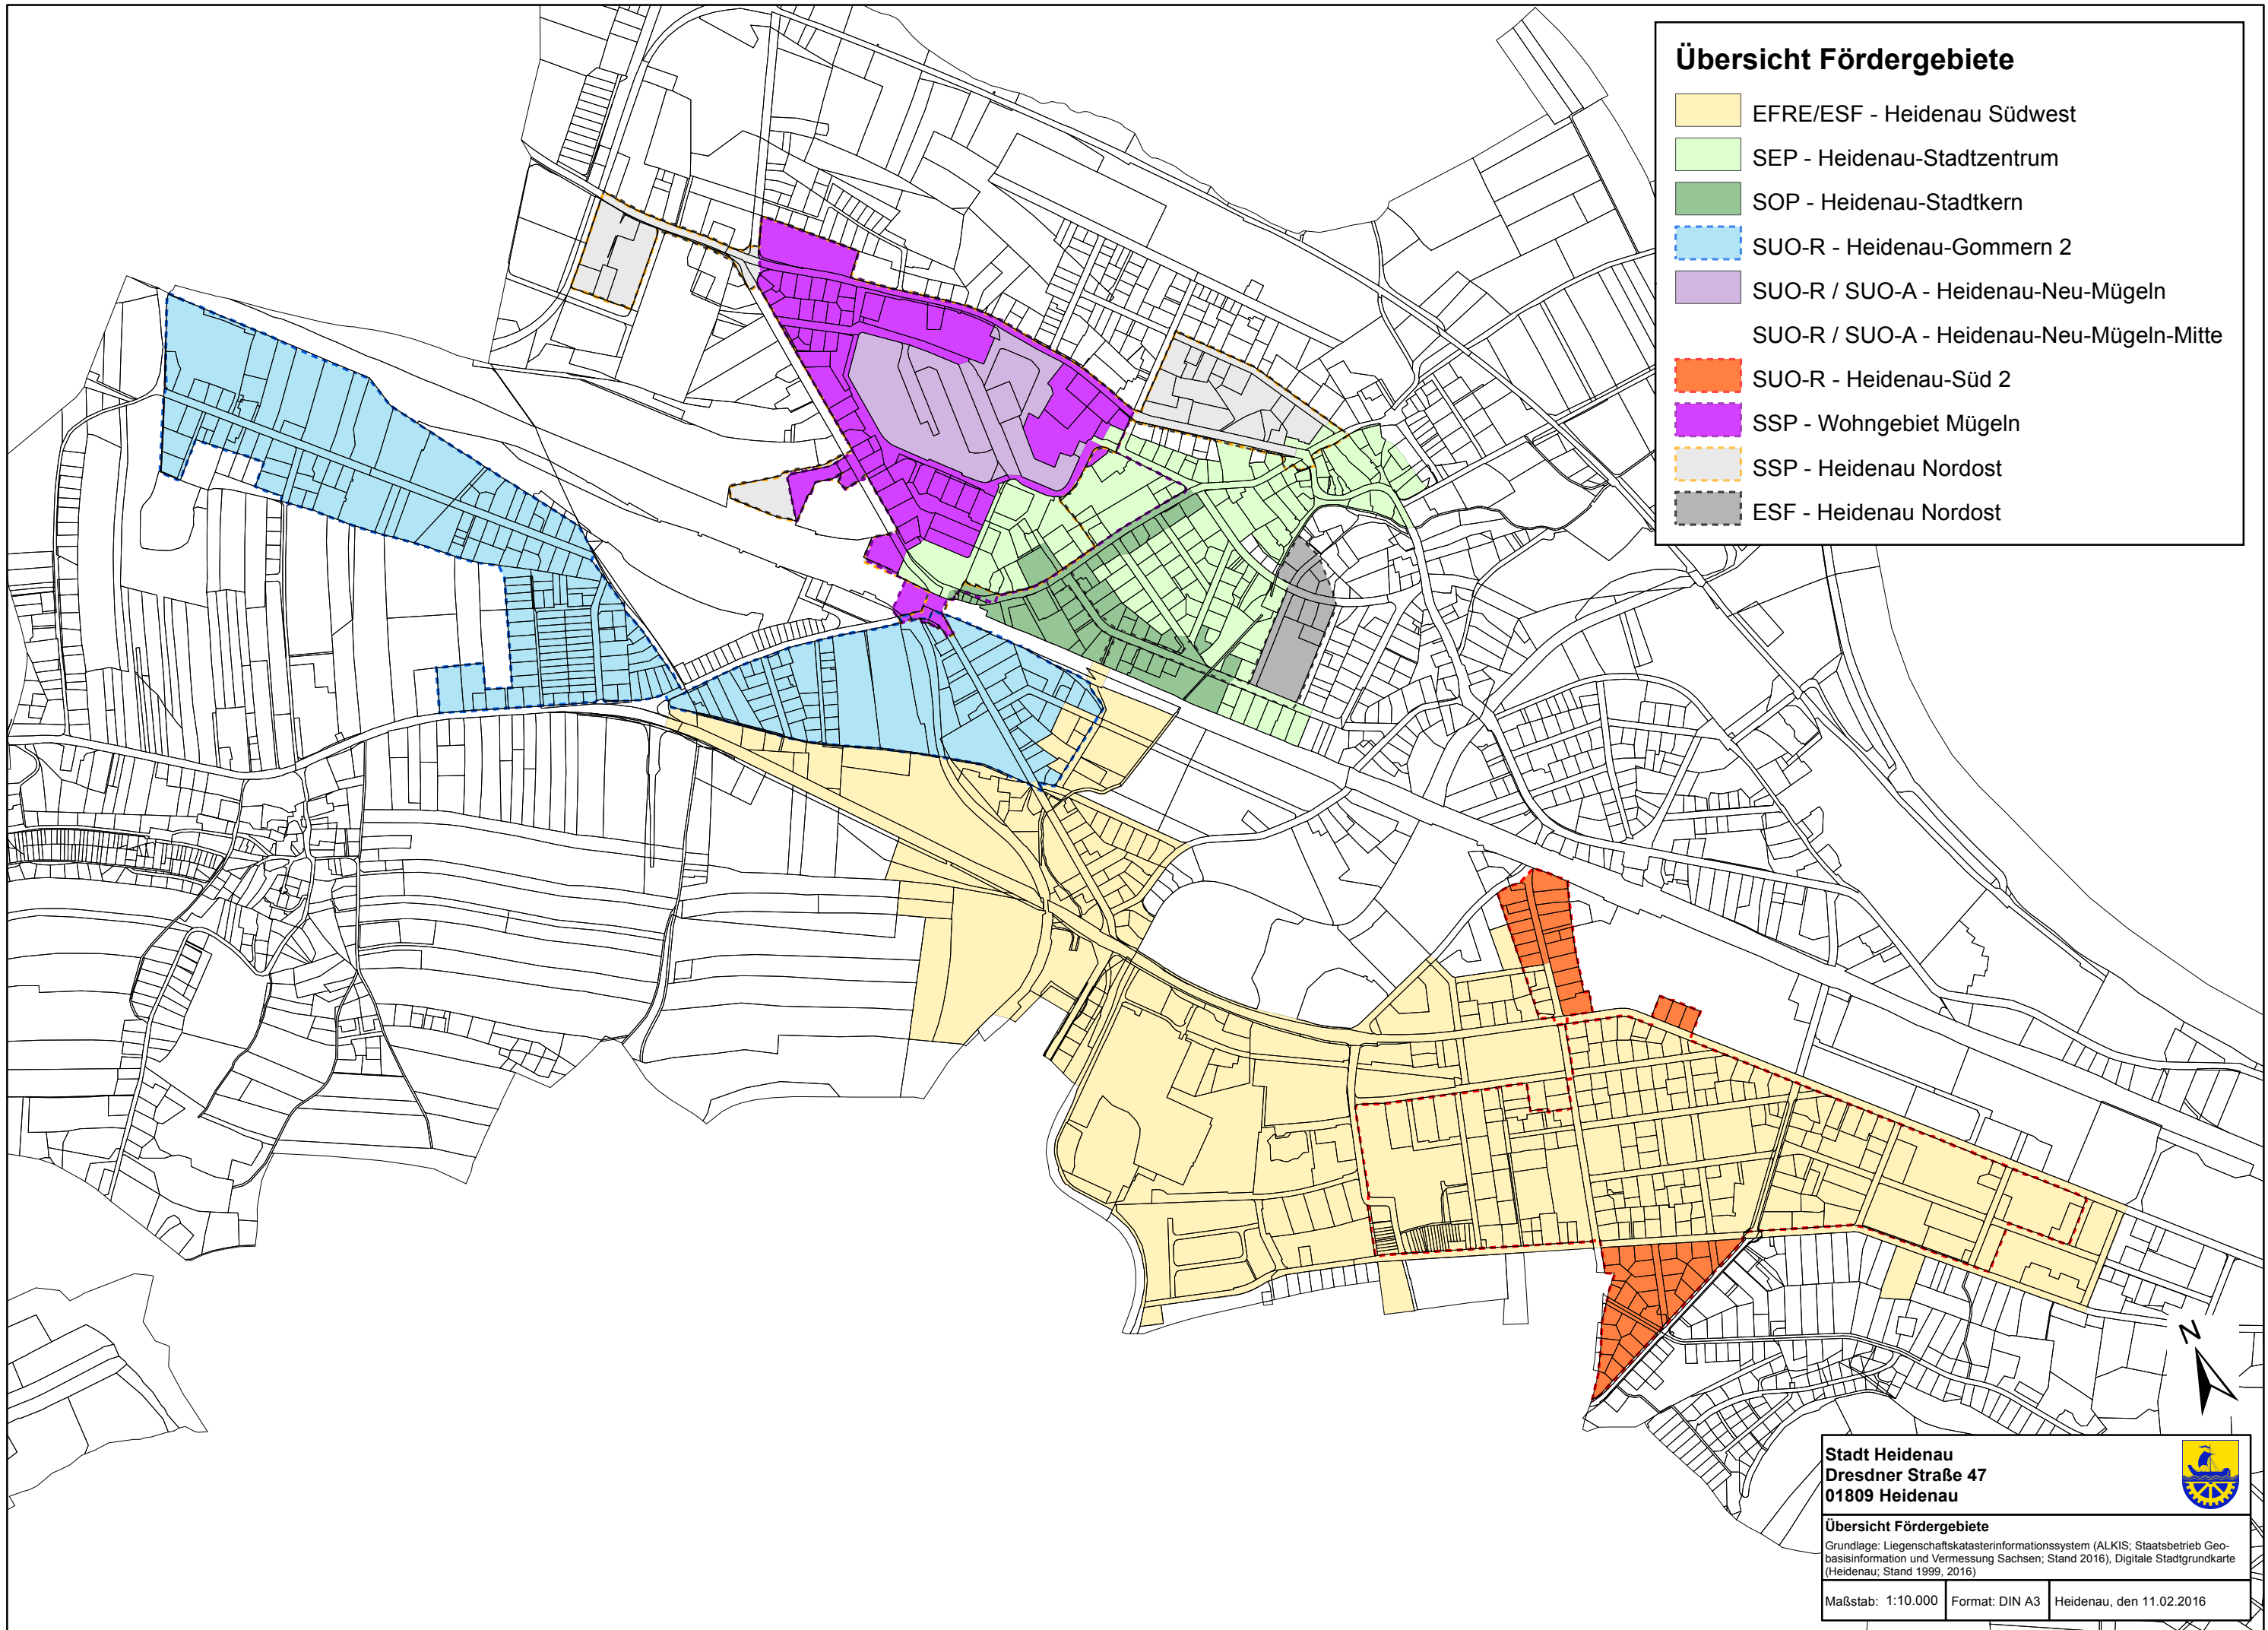 Übersicht Fördergebiete
EFRE/ESF - Heidenau Südwest
SEP - Heidenau-Stadtzentrum
SOP - Heidenau-Stadtkern
SUO-R - Heidenau-Gommern 2
SUO-R / SUO-A - Heidenau-Neu-Mügeln
SUO-R / SUO-A - Heidenau-Neu-Mügeln-Mitte
SUO-R - Heidenau-Süd 2
SSP - Wohngebiet Mügeln
SSP - Heidenau Nordost
ESF - Heidenau Nordost
N
Stadt Heidenau
Dresdner Straße 47
01809 Heidenau
Übersicht Fördergebiete
Grundlage: Liegenschaftskatasterinformationssystem (ALKIS; Staatsbetrieb Geo-
basisinformation und Vermessung Sachsen; Stand 2016), Digitale Stadtgrundkarte
(Heidenau; Stand 1999, 2016)
Maßstab: 1:10.000 Format: DIN A3 Heidenau, den 11.02.2016